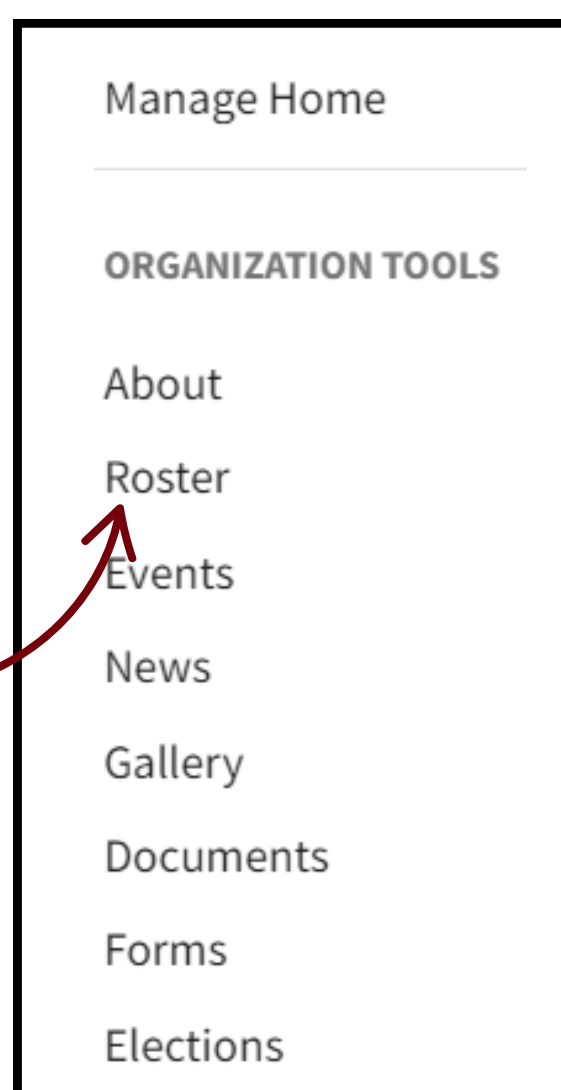 Manage Home
ORGANIZATION TOOLS
About
Roster
Events
News
Gallery
Documents
Forms
Elections